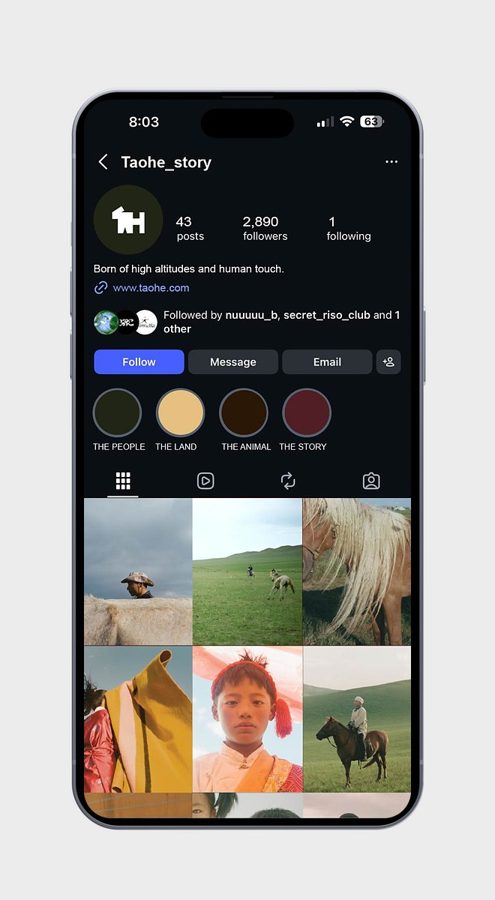 8:03
63
Taohe_story
43
2,890
1
posts
followers
following
Born of high altitudes and human touch.
www.taohe.com
Followed by nuuuuu_b, secret_riso_club and 1
other
Follow
Message
Email
THE PEOPLE
THE LAND
THE ANIMAL
THE STORY